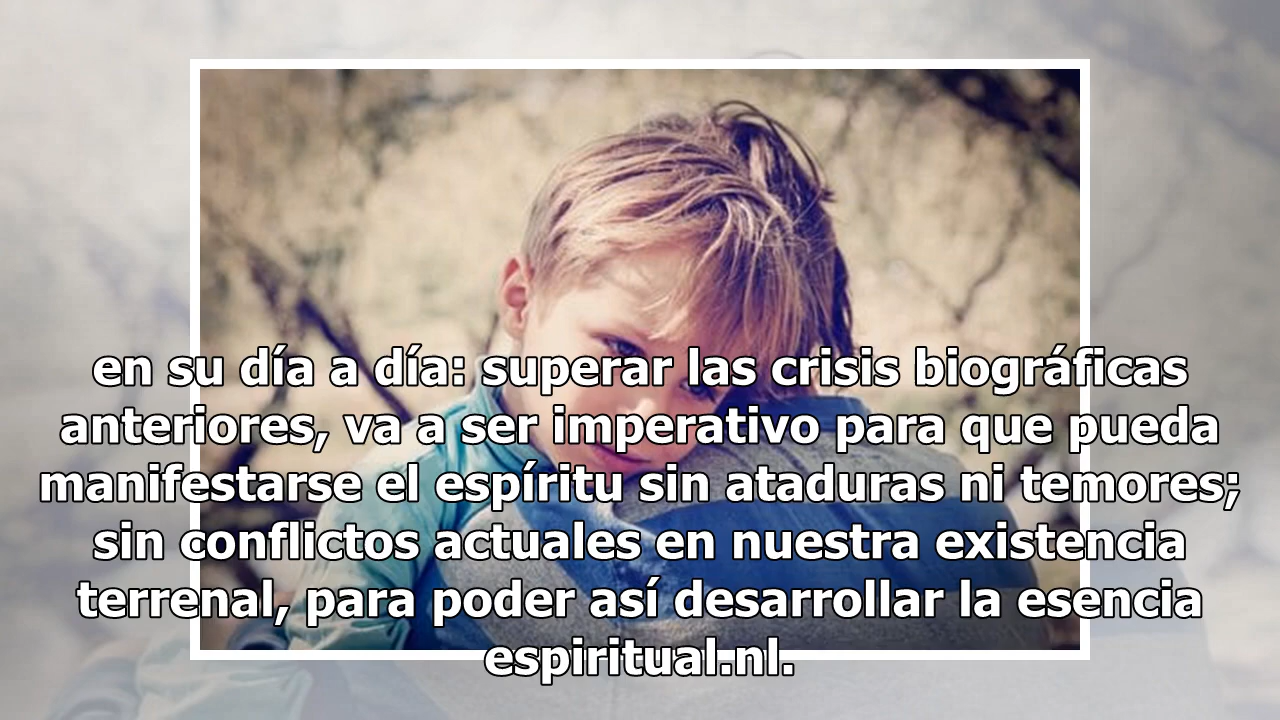 en su día a día: superar las crisis biográficas
anteriores, va a ser imperativo para que pueda
manifestarse el espíritu sin ataduras ni temores;
sin conflictos actuales en nuestra existencia
terrenal, para poder así desarrollar la esencia
espiritual.nl.